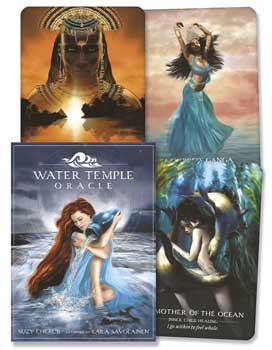 GANGA
WATER TEMPLE
ORACLE
SUZY CHERUB
KARA SAVOLAINEN
MOTHER OF THE OCEAN
INNER CHILD HEALING
I go within to feel whole